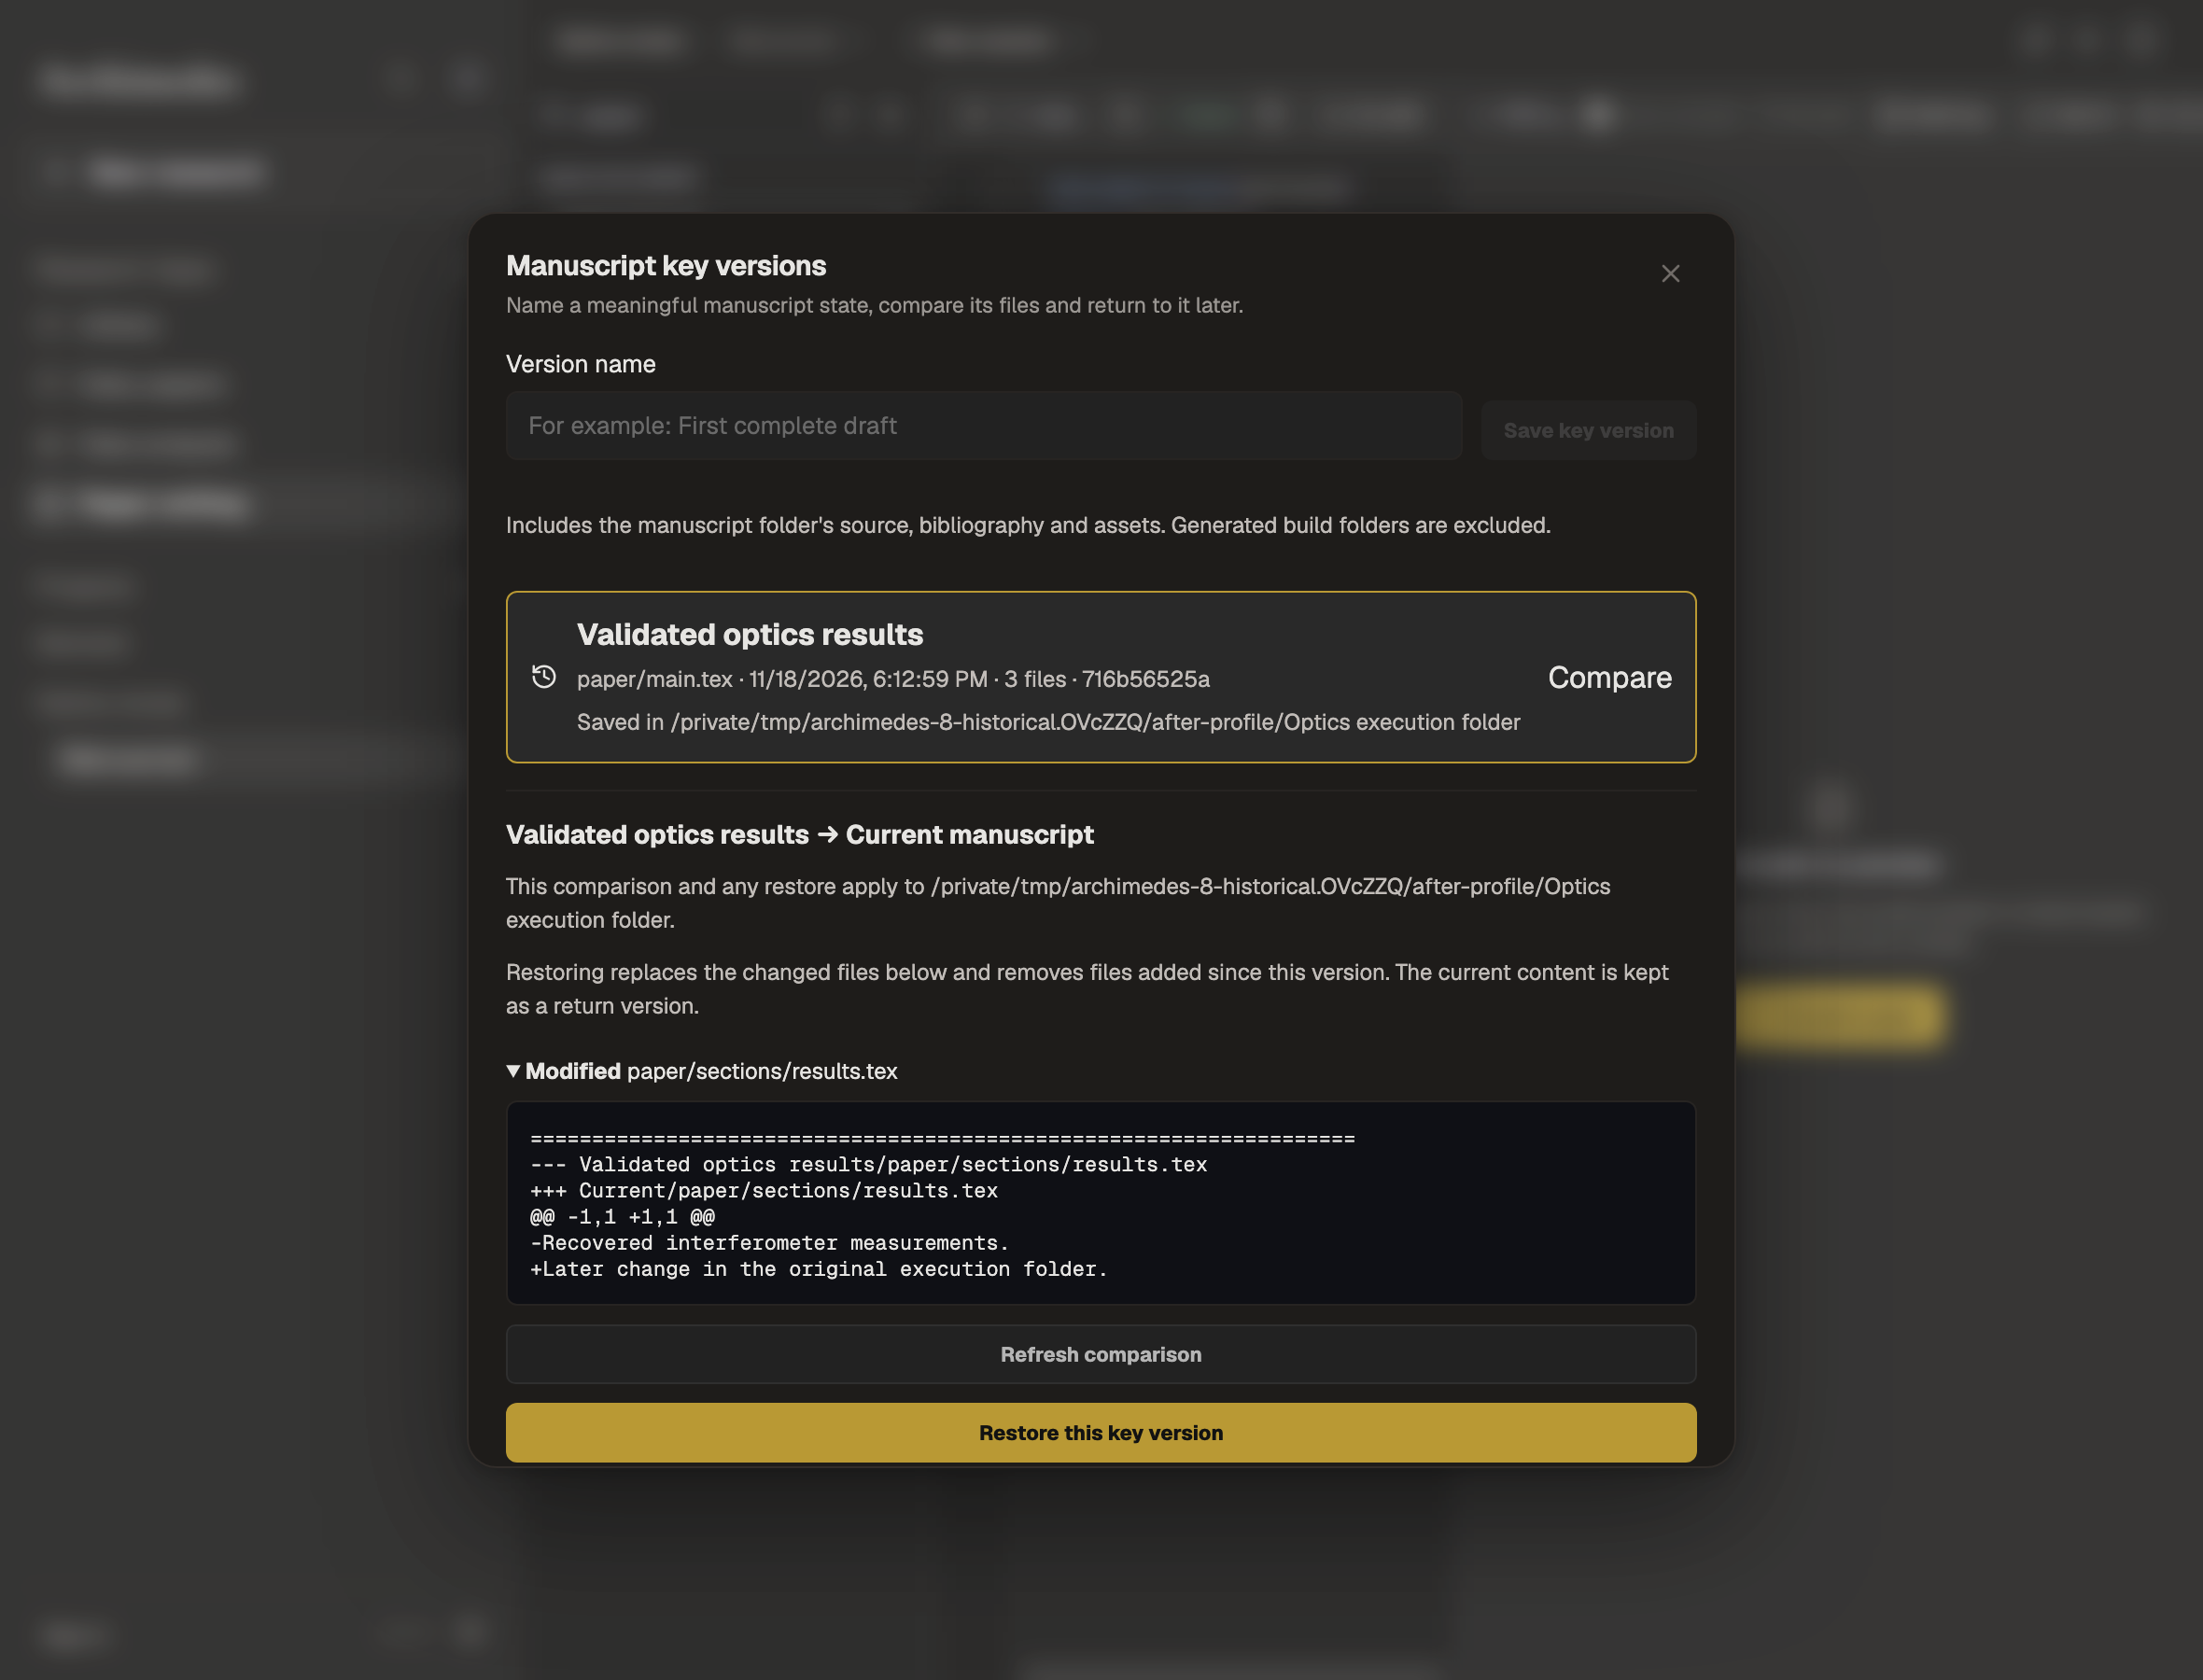 Manuscript key versions
Name a meaningful manuscript state, compare its files and return to it later.
Version name
For example: First complete draft
Save key version
Includes the manuscript folder's source, bibliography and assets. Generated build folders are excluded.
Validated optics results
paper/main.tex · 11/18/2026, 6:12:59 PM · 3 files · 716b56525a
Compare
Saved in /private/tmp/archimedes-8-historical.OVcZZQ/after-profile/Optics execution folder
Validated optics results → Current manuscript
This comparison and any restore apply to /private/tmp/archimedes-8-historical.OVcZZQ/after-profile/Optics
execution folder.
Restoring replaces the changed files below and removes files added since this version. The current content is kept
as a return version.
▼ Modified paper/sections/results.tex
===================================================================
--- Validated optics results/paper/sections/results.tex
+++ Current/paper/sections/results.tex
@@ -1,1 +1,1 @@
-Recovered interferometer measurements.
+Later change in the original execution folder.
Refresh comparison
Restore this key version